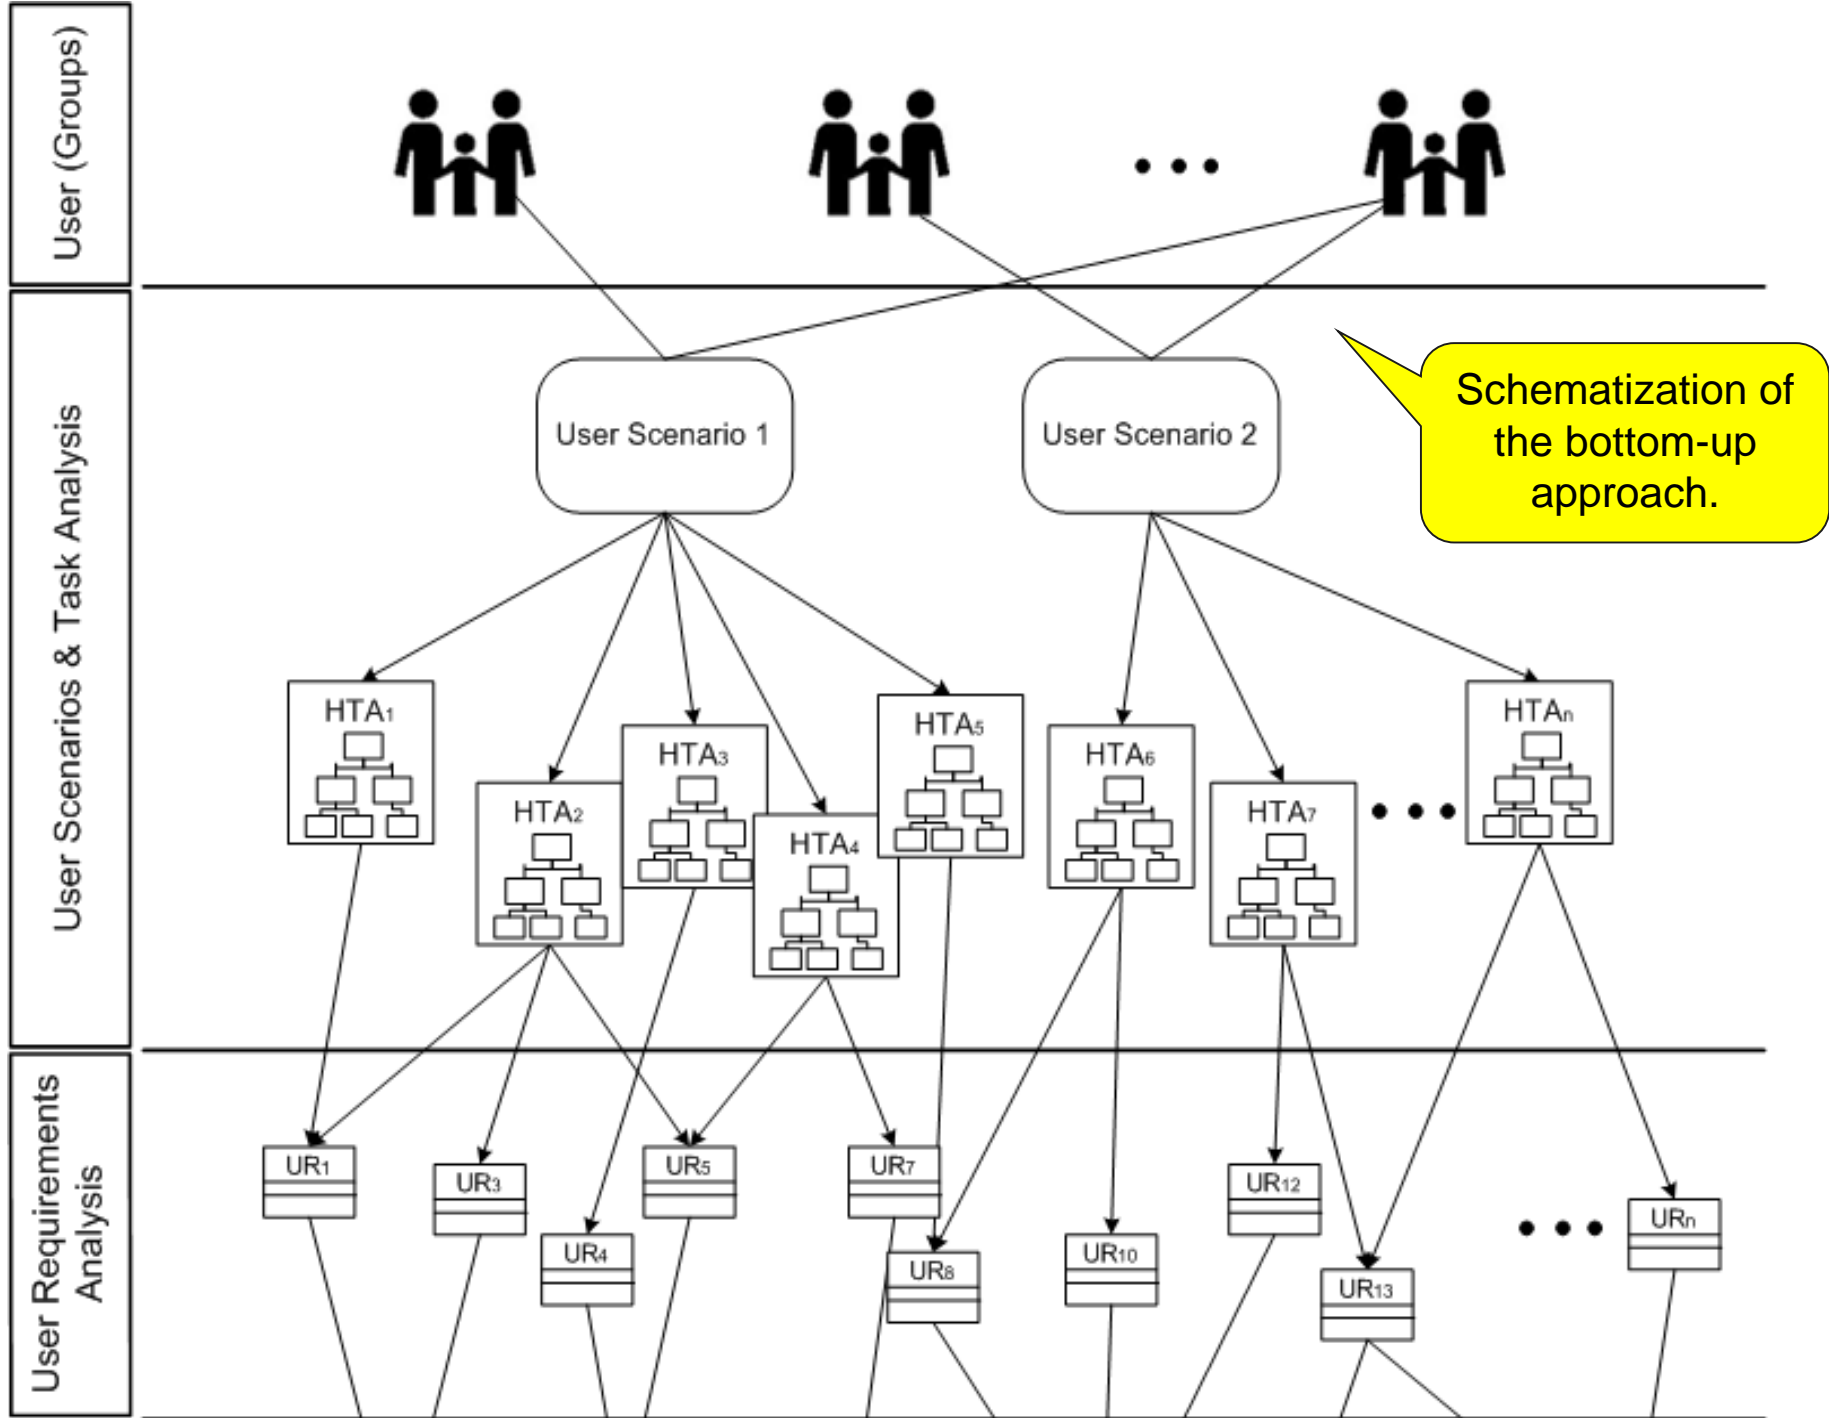 User (Groups)
User Scenarios & Task Analysis
User Requirements
Analysis
Schematization of
the bottom-up
approach.
User Scenario 1
User Scenario 2
HTA1
HTA2
HTA3
HTA4
HTA5
HTA6
HTA7
HTAn
UR1
UR3
UR4
UR5
UR7
UR8
UR10
UR12
UR13
URn